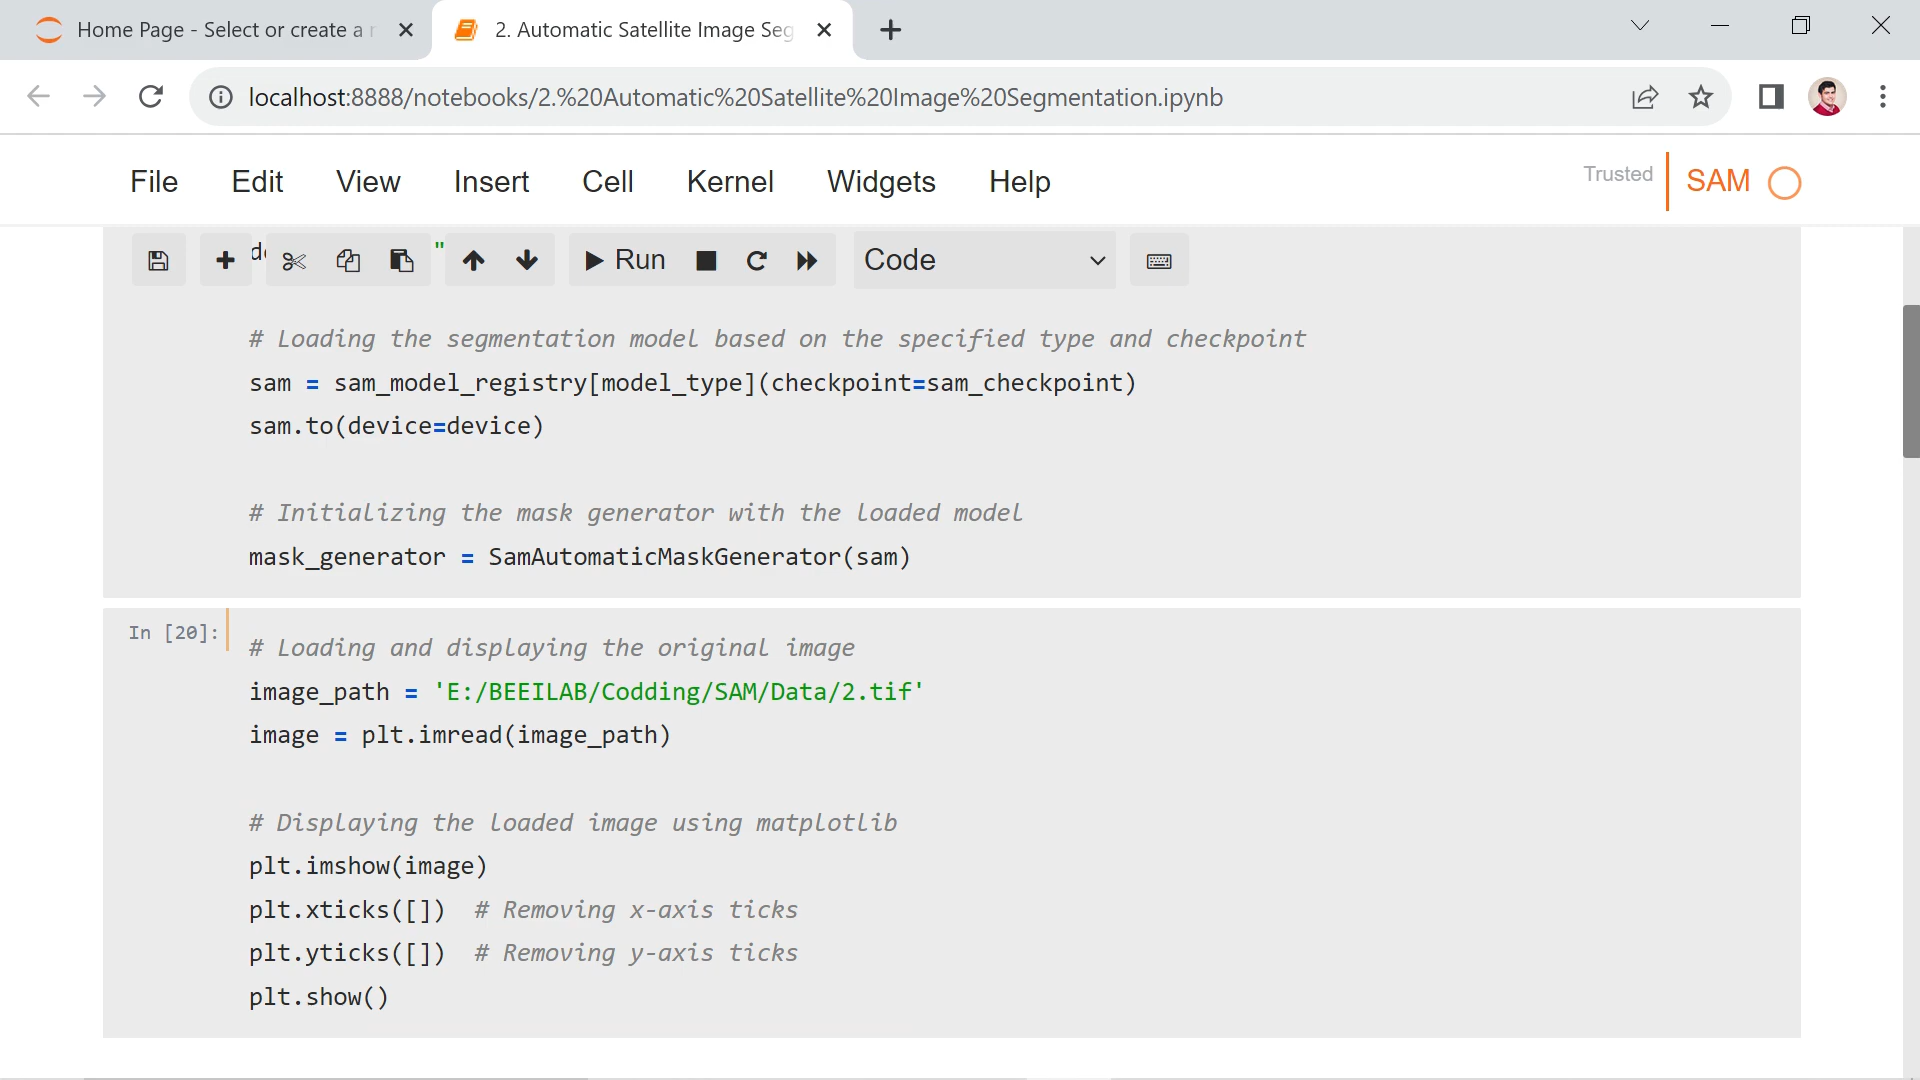 Home Page - Select or create a n
2. Automatic Satellite Image Seg
localhost:8888/notebooks/2.%20Automatic%20Satellite%20Image%20Segmentation.ipynb
File Edit View Insert Cell Kernel Widgets Help Trusted SAM
Run Code
# Loading the segmentation model based on the specified type and checkpoint
sam = sam_model_registry[model_type](checkpoint=sam_checkpoint)
sam.to(device=device)
# Initializing the mask generator with the loaded model
mask_generator = SamAutomaticMaskGenerator(sam)
In [20]:
# Loading and displaying the original image
image_path = 'E:/BEEILAB/Codding/SAM/Data/2.tif'
image = plt.imread(image_path)
# Displaying the loaded image using matplotlib
plt.imshow(image)
plt.xticks([]) # Removing x-axis ticks
plt.yticks([]) # Removing y-axis ticks
plt.show()